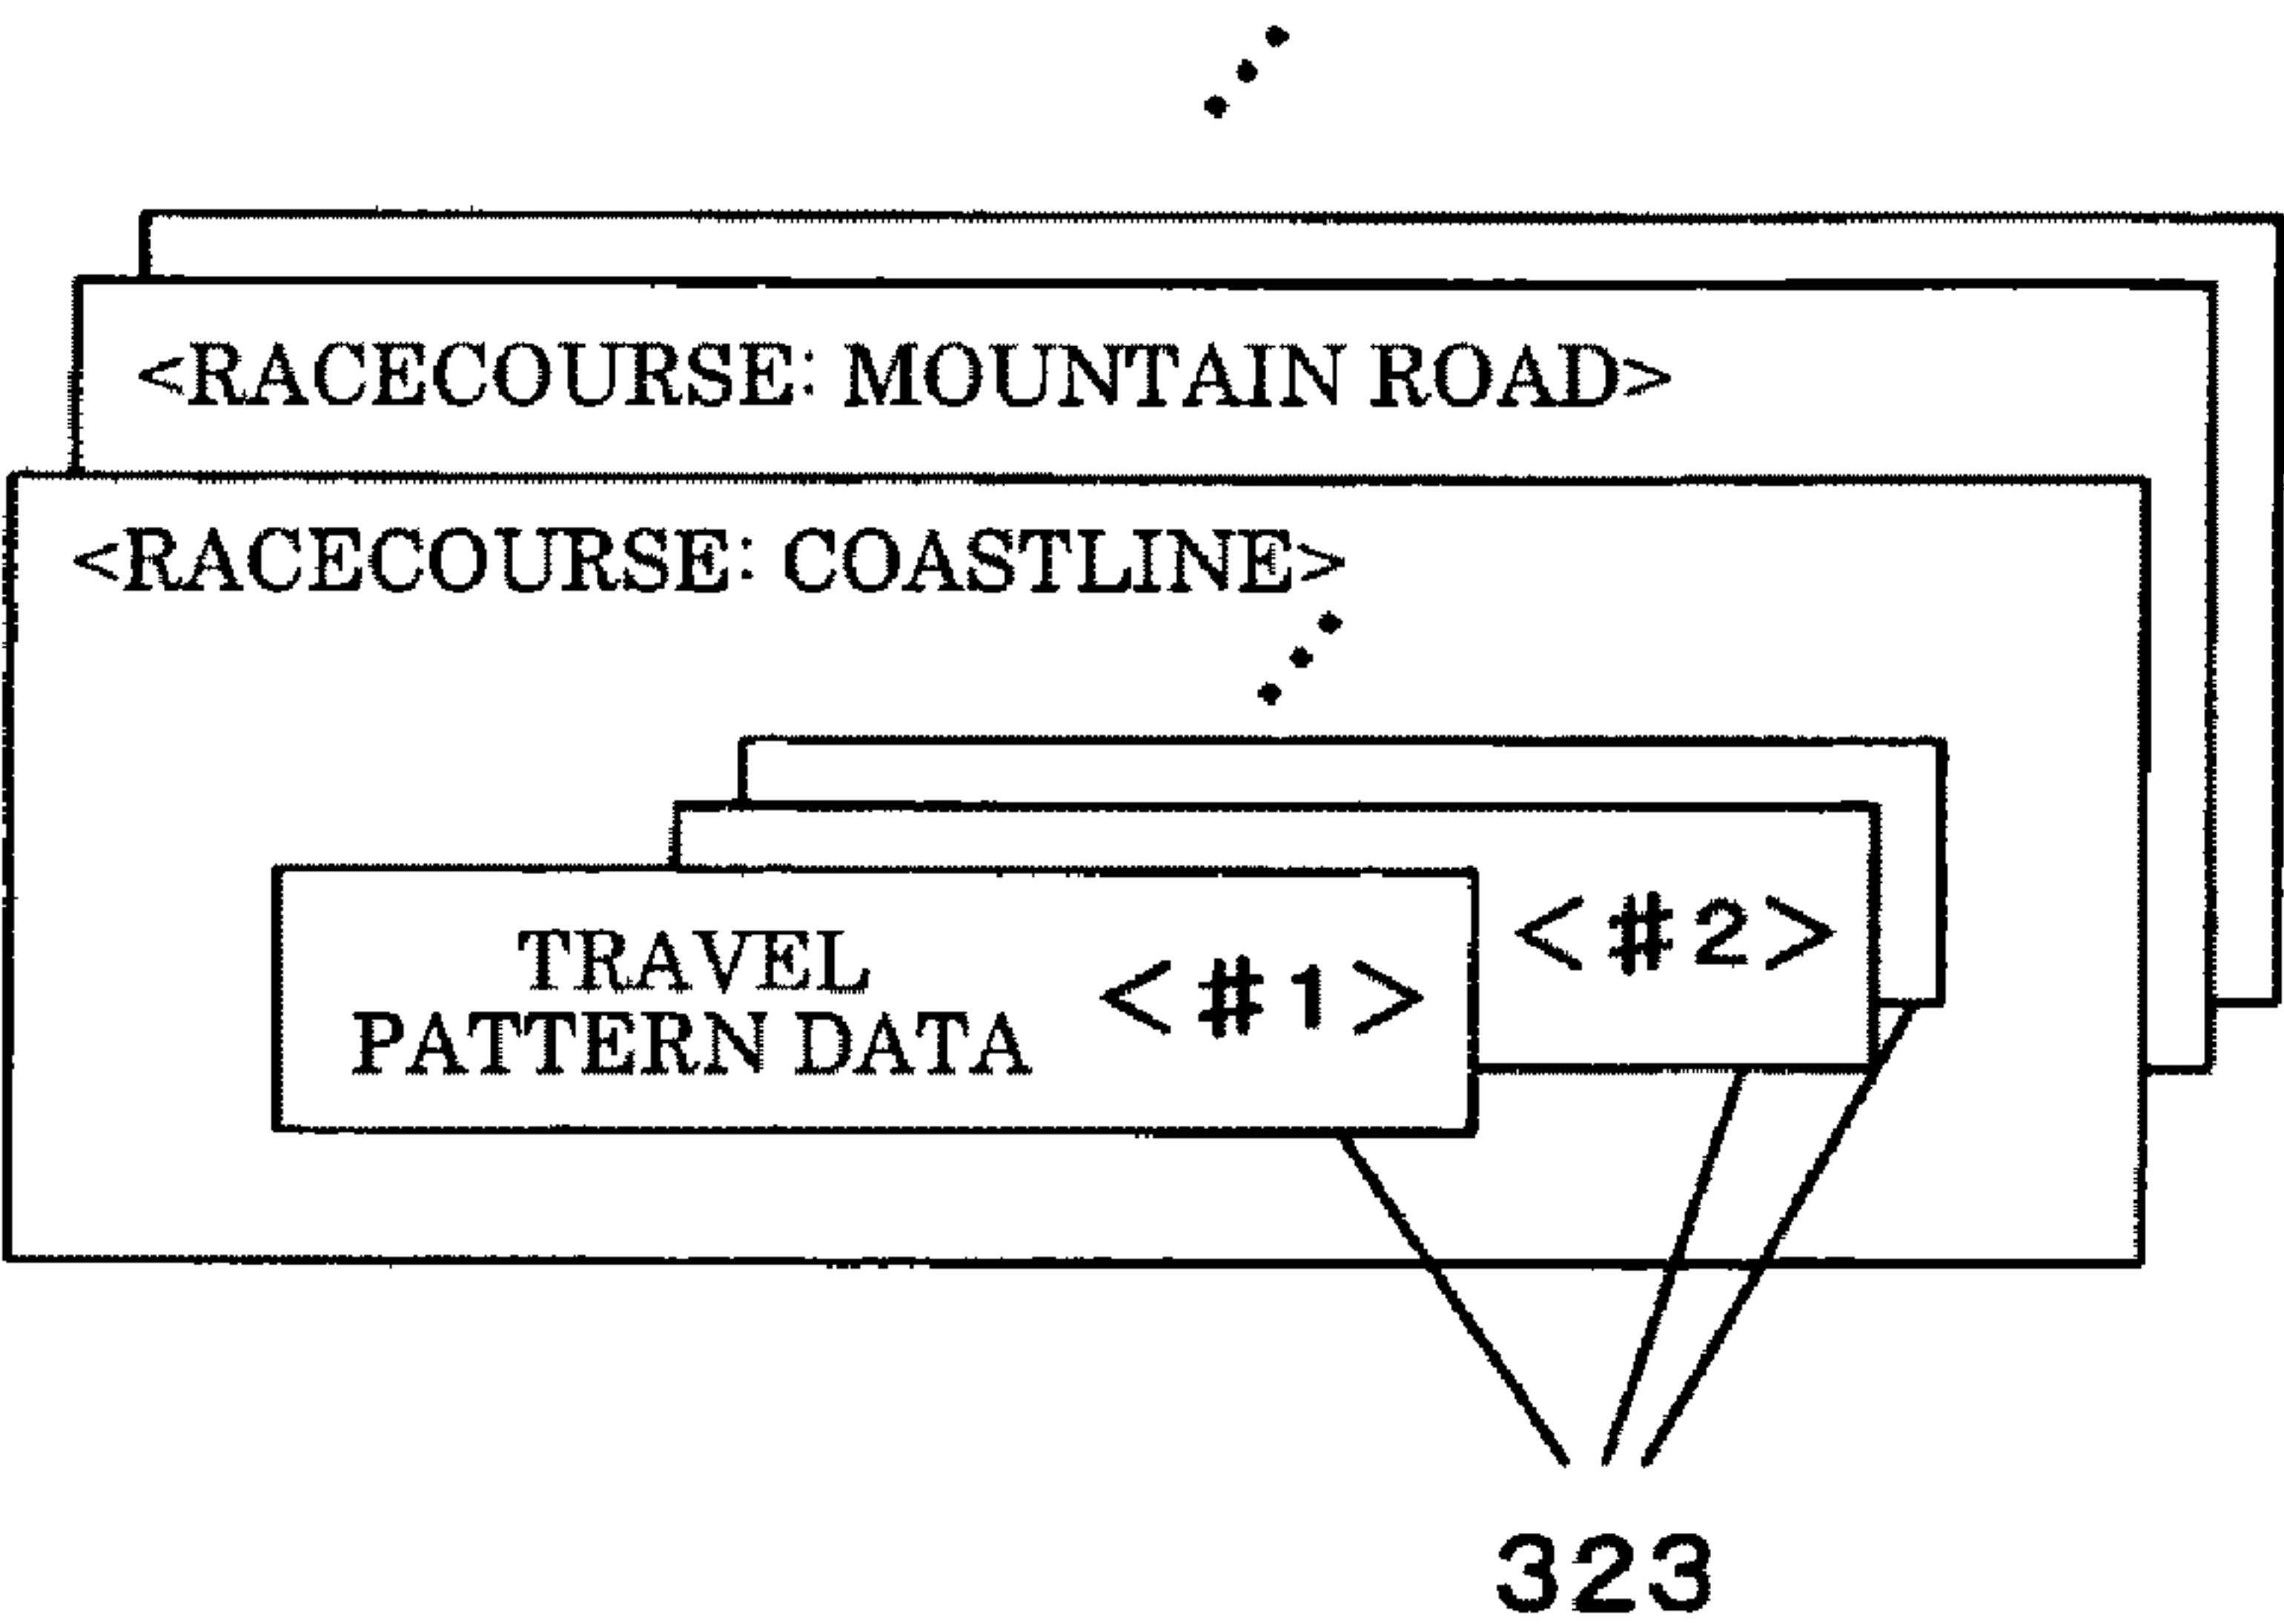 <RACECOURSE: MOUNTAIN ROAD>
<RACECOURSE: COASTLINE>
<#2>
TRAVEL
PATTERN DATA <#1>
323